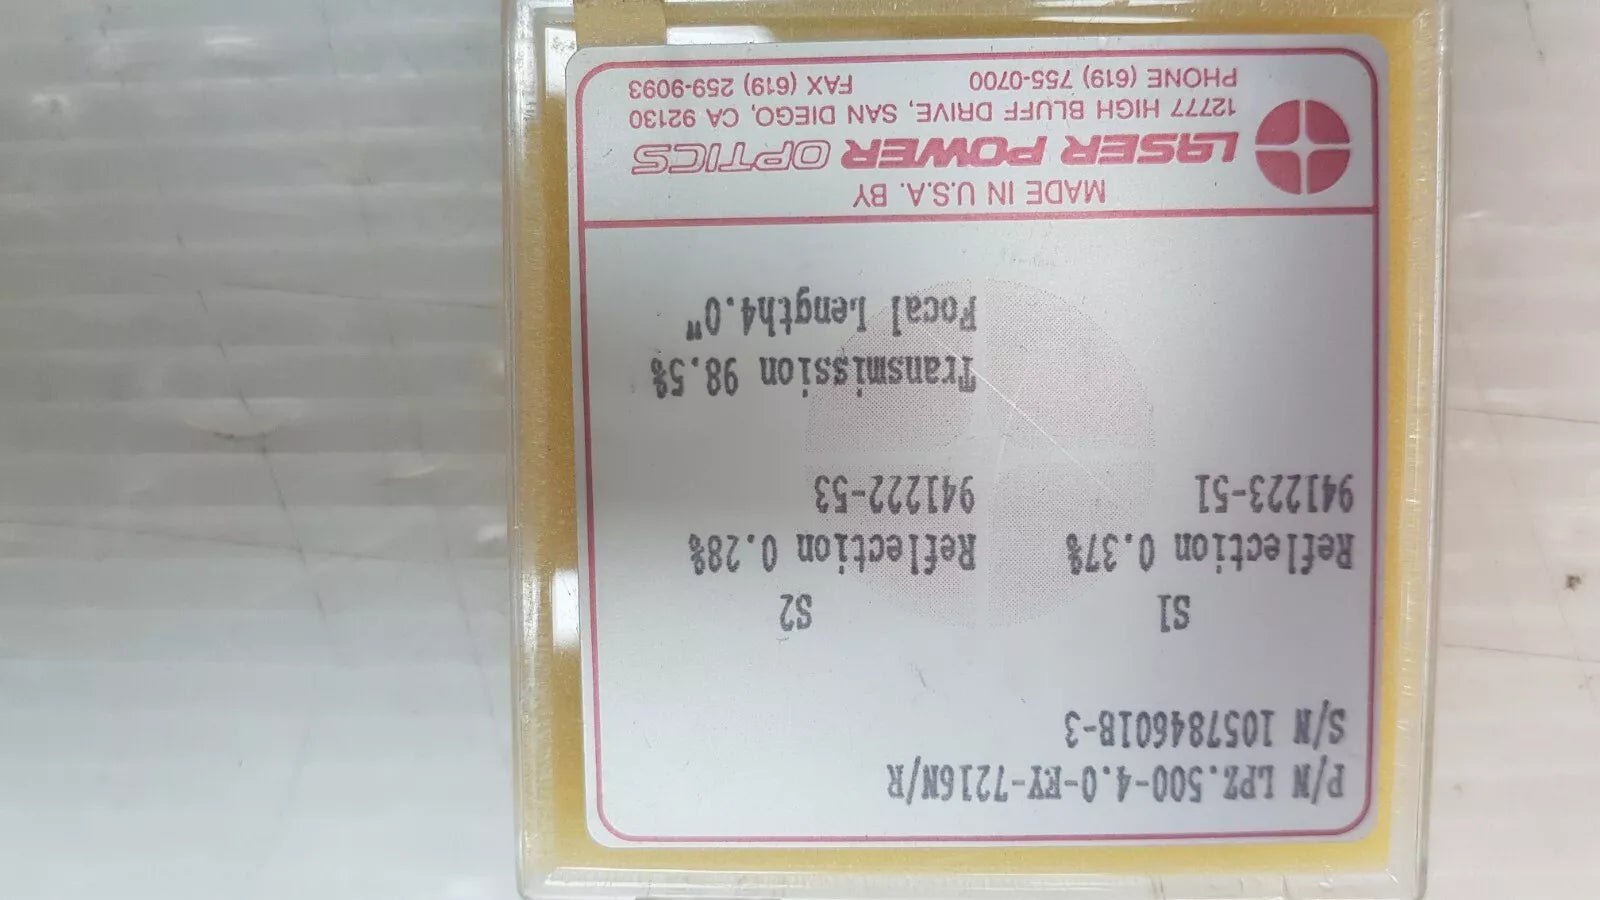 P/N LPZ.500-4.0-KY-7216N/R
S/N 105784601B-3
S1 S2
Reflection 0.37% Reflection 0.28%
941223-51 941222-53
Transmission 98.5%
Focal Length4.0"
MADE IN U.S.A. BY
LASER POWER OPTICS
12777 HIGH BLUFF DRIVE, SAN DIEGO, CA 92130
PHONE (619) 755-0700 FAX (619) 259-9093